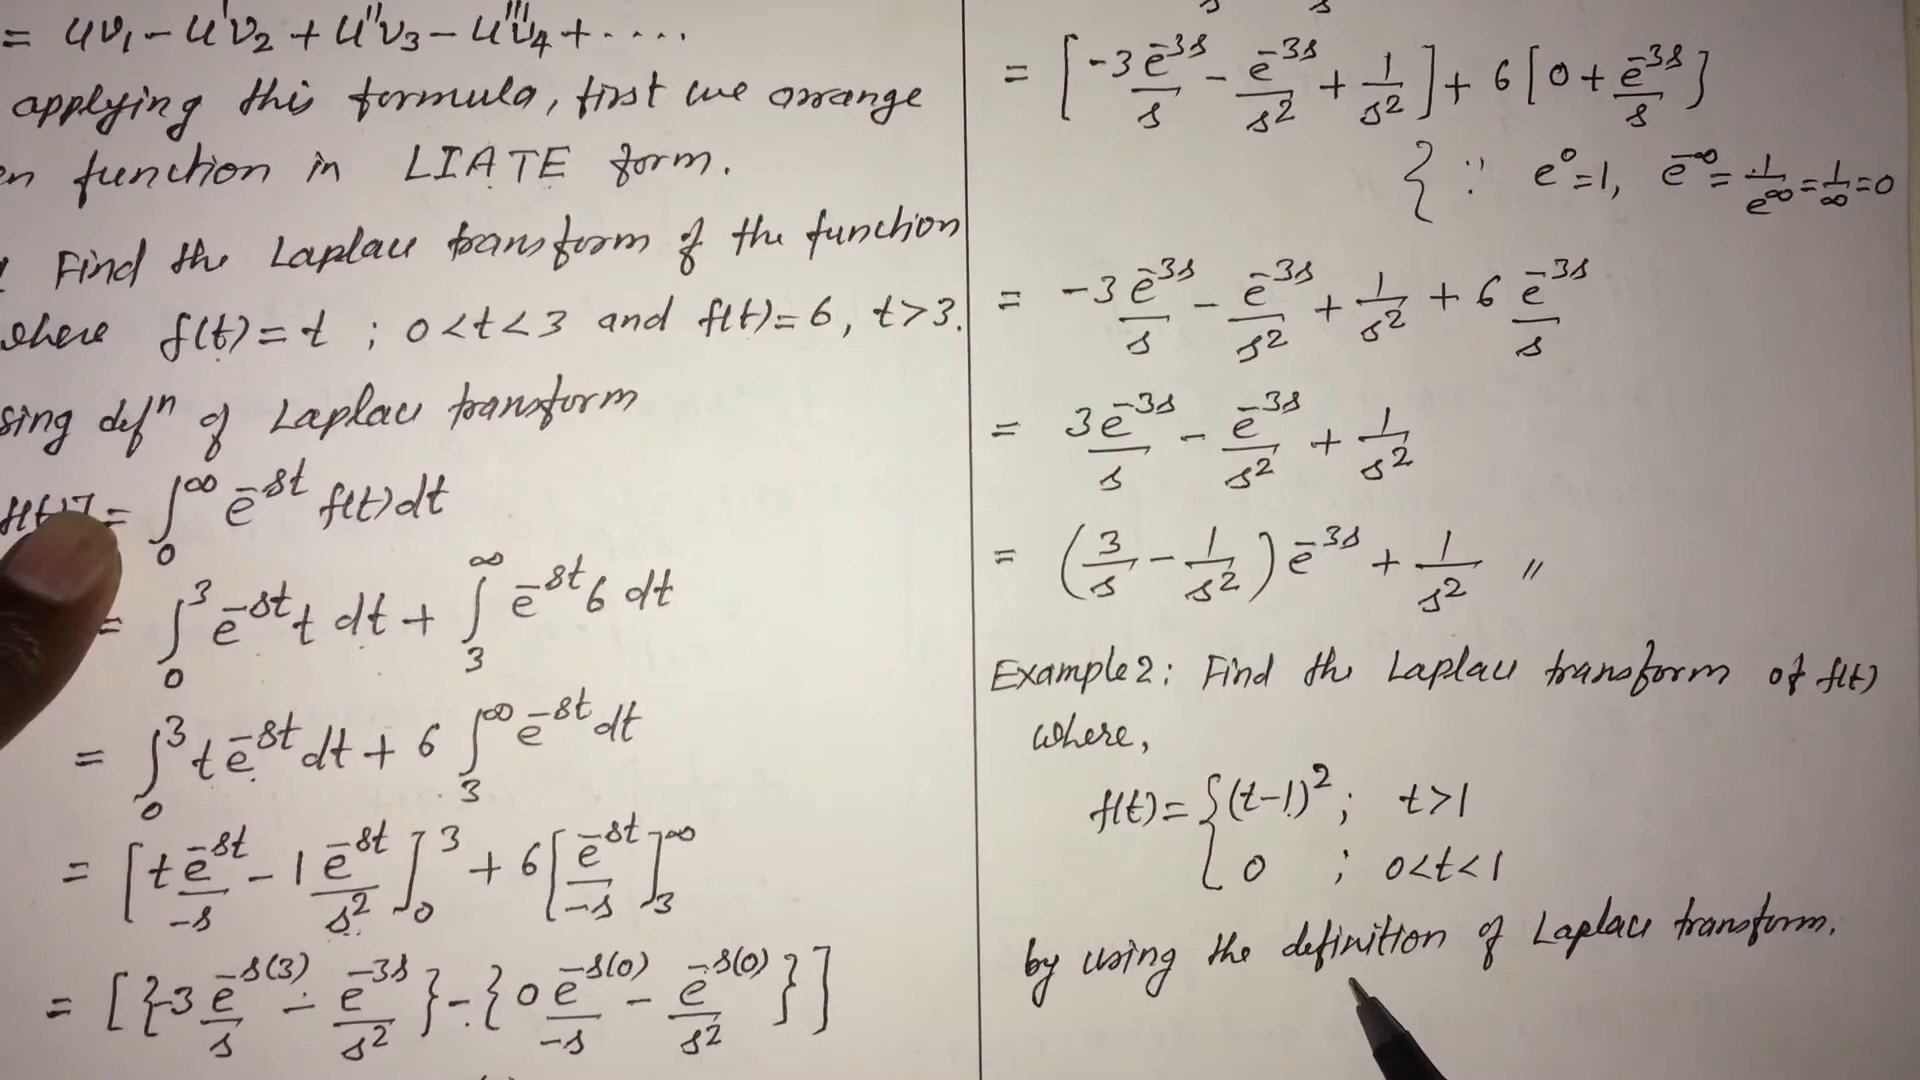 = uv₁ - u'v₂ + u''v₃ - u'''v₄ + ....
applying this formula, first we arrange
function in LIATE form.
Find the Laplace transform of the function
where f(t) = t ; 0<t<3 and f(t) = 6, t>3.
sing defⁿ of Laplace transform
= ∫₀^∞ e^{-st} f(t) dt
= ∫₀³ e^{-st} t dt + ∫₃^∞ e^{-st} 6 dt
= ∫₀³ t e^{-st} dt + 6 ∫₃^∞ e^{-st} dt
= [t e^{-st}/-s - 1 e^{-st}/s²]₀³ + 6[e^{-st}/-s]₃^∞
= [{-3 e^{-s(3)}/s - e^{-3s}/s²} - {0 e^{-s(0)}/-s - e^{-s(0)}/s²}]
= [-3 e^{-3s}/s - e^{-3s}/s² + 1/s²] + 6[0 + e^{-3s}/s]
{∵ e⁰ = 1, e^{-∞} = 1/e^∞ = 1/∞ = 0
= -3 e^{-3s}/s - e^{-3s}/s² + 1/s² + 6 e^{-3s}/s
= 3e^{-3s}/s - e^{-3s}/s² + 1/s²
= (3/s - 1/s²) e^{-3s} + 1/s² //
Example 2: Find the Laplace transform of f(t)
where,
f(t) = { (t-1)² ; t>1
0 ; 0<t<1
by using the definition of Laplace transform.